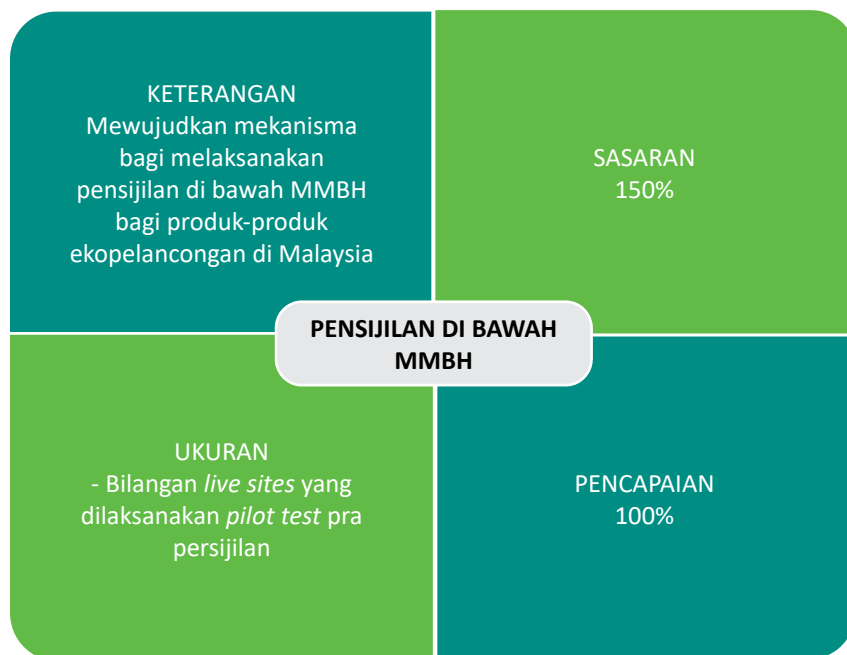 KETERANGAN
Mewujudkan mekanisma
bagi melaksanakan
pensijilan di bawah MMBH
bagi produk-produk
ekopelancongan di Malaysia
SASARAN
150%
PENSIJILAN DI BAWAH
MMBH
UKURAN
- Bilangan live sites yang
dilaksanakan pilot test pra
persijilan
PENCAPAIAN
100%